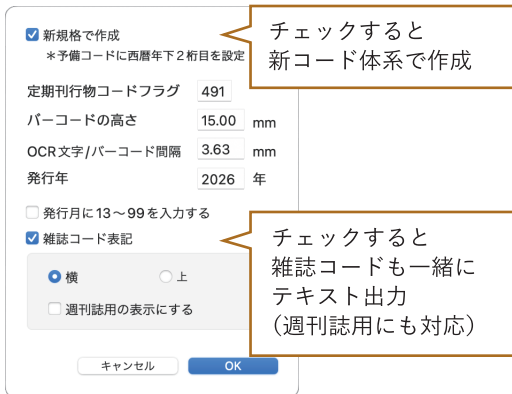 新規格で作成
＊予備コードに西暦年下2桁目を設定
チェックすると
新コード体系で作成
定期刊行物コードフラグ 491
バーコードの高さ 15.00 mm
OCR文字/バーコード間隔 3.63 mm
発行年 2026 年
発行月に13〜99を入力する
雑誌コード表記
横 上
週刊誌用の表示にする
チェックすると
雑誌コードも一緒に
テキスト出力
(週刊誌用にも対応)
キャンセル OK